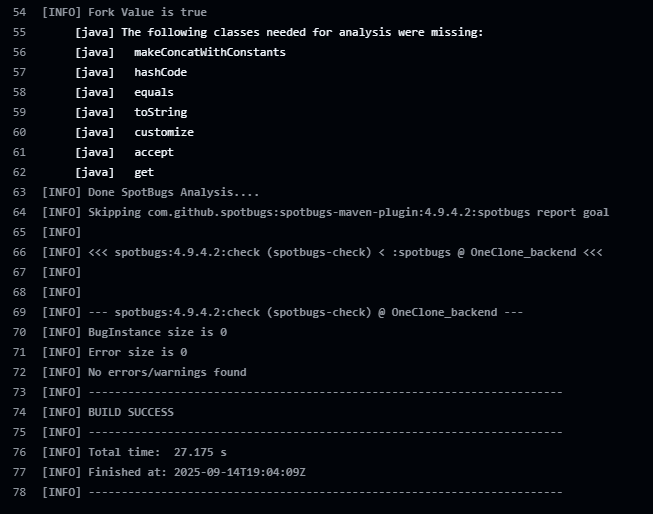 54 [INFO] Fork Value is true
55      [java] The following classes needed for analysis were missing:
56      [java]   makeConcatWithConstants
57      [java]   hashCode
58      [java]   equals
59      [java]   toString
60      [java]   customize
61      [java]   accept
62      [java]   get
63 [INFO] Done SpotBugs Analysis....
64 [INFO] Skipping com.github.spotbugs:spotbugs-maven-plugin:4.9.4.2:spotbugs report goal
65 [INFO]
66 [INFO] <<< spotbugs:4.9.4.2:check (spotbugs-check) < :spotbugs @ OneClone_backend <<<
67 [INFO]
68 [INFO]
69 [INFO] --- spotbugs:4.9.4.2:check (spotbugs-check) @ OneClone_backend ---
70 [INFO] BugInstance size is 0
71 [INFO] Error size is 0
72 [INFO] No errors/warnings found
73 [INFO] ------------------------------------------------------------------------
74 [INFO] BUILD SUCCESS
75 [INFO] ------------------------------------------------------------------------
76 [INFO] Total time:  27.175 s
77 [INFO] Finished at: 2025-09-14T19:04:09Z
78 [INFO] ------------------------------------------------------------------------